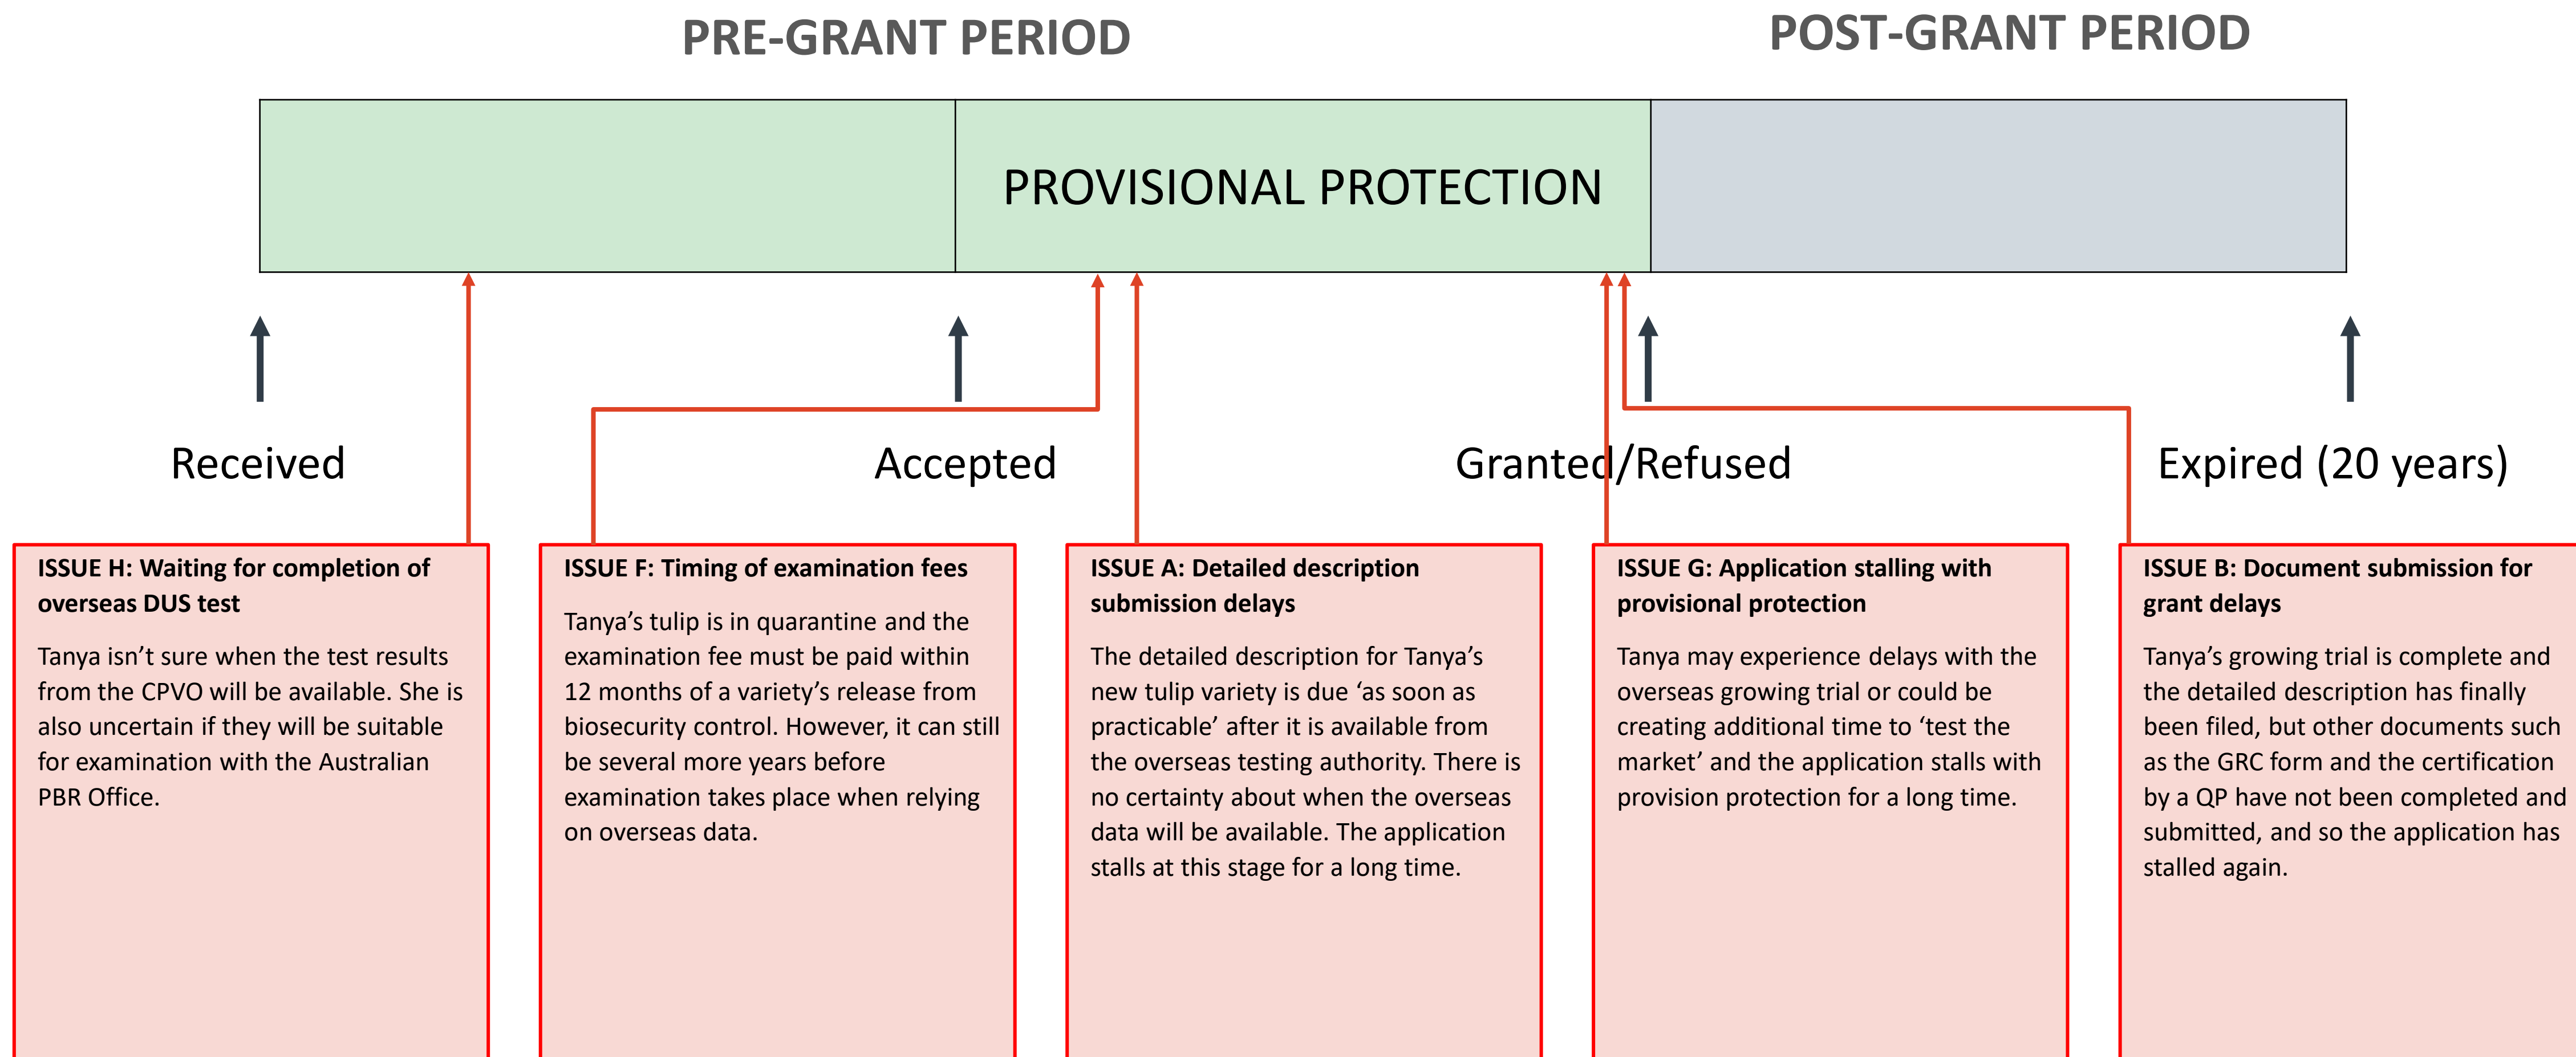 PRE-GRANT PERIOD
POST-GRANT PERIOD
PROVISIONAL PROTECTION
Received
Accepted
Granted/Refused
Expired (20 years)
ISSUE H: Waiting for completion of
overseas DUS test
Tanya isn’t sure when the test results
from the CPVO will be available. She is
also uncertain if they will be suitable
for examination with the Australian
PBR Office.
ISSUE F: Timing of examination fees
Tanya’s tulip is in quarantine and the
examination fee must be paid within
12 months of a variety’s release from
biosecurity control. However, it can still
be several more years before
examination takes place when relying
on overseas data.
ISSUE A: Detailed description
submission delays
The detailed description for Tanya’s
new tulip variety is due ‘as soon as
practicable’ after it is available from
the overseas testing authority. There is
no certainty about when the overseas
data will be available. The application
stalls at this stage for a long time.
ISSUE G: Application stalling with
provisional protection
Tanya may experience delays with the
overseas growing trial or could be
creating additional time to ‘test the
market’ and the application stalls with
provision protection for a long time.
ISSUE B: Document submission for
grant delays
Tanya’s growing trial is complete and
the detailed description has finally
been filed, but other documents such
as the GRC form and the certification
by a QP have not been completed and
submitted, and so the application has
stalled again.